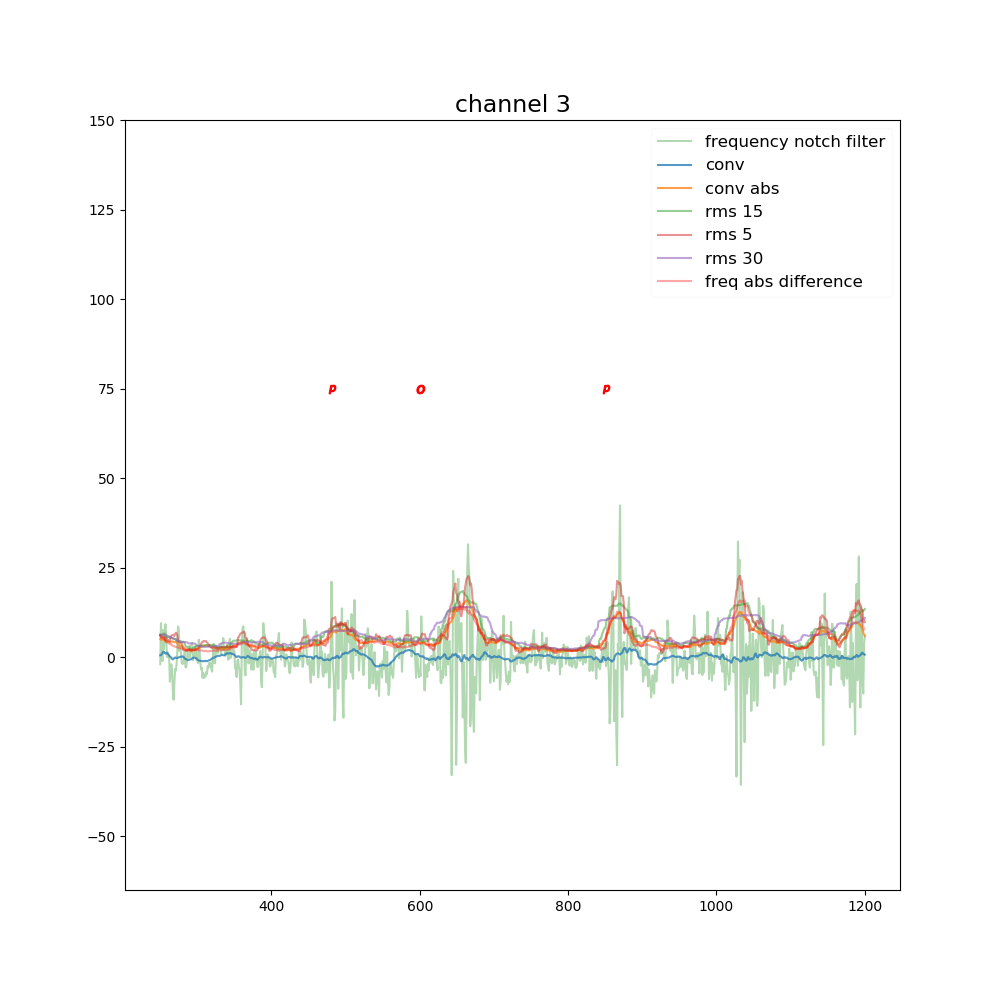 channel 3
150
125
100
75
50
25
0
−25
−50
400 600 800 1000 1200
frequency notch filter
conv
conv abs
rms 15
rms 5
rms 30
freq abs difference
p o p